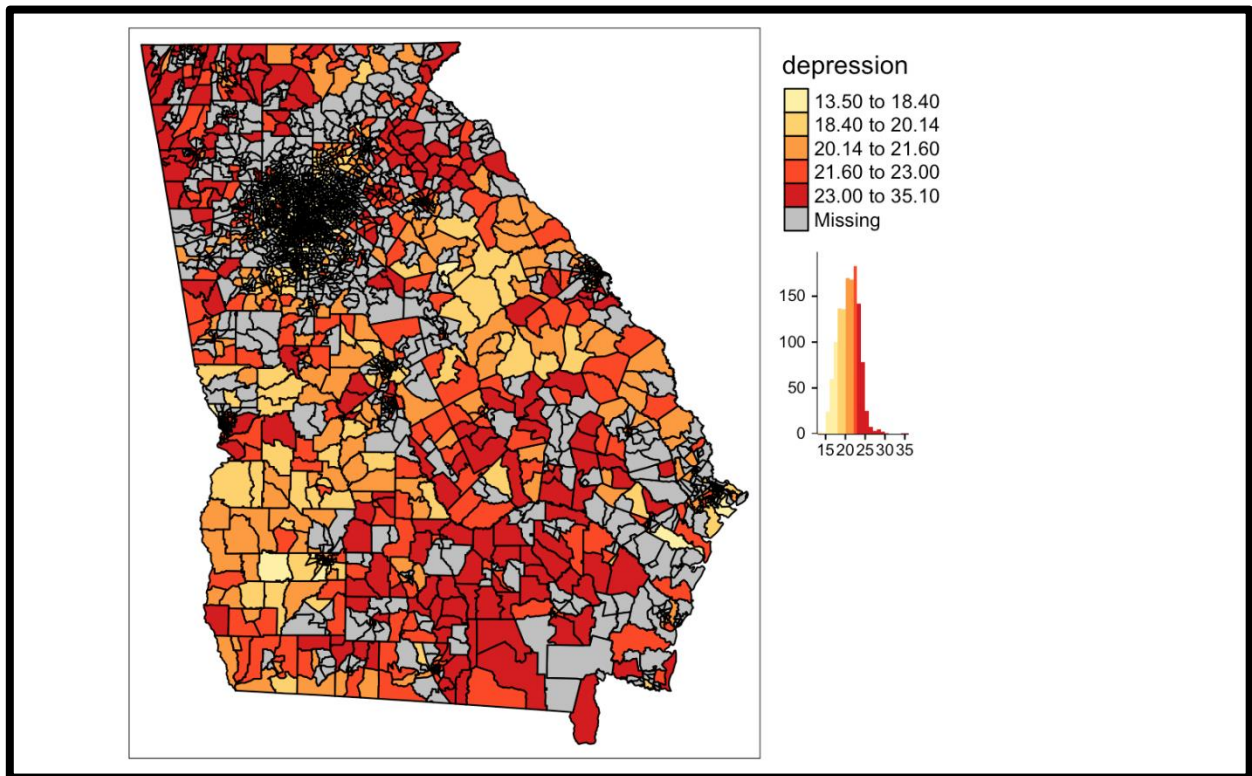 depression
13.50 to 18.40
18.40 to 20.14
20.14 to 21.60
21.60 to 23.00
23.00 to 35.10
Missing
150
100
50
0
15 20 25 30 35